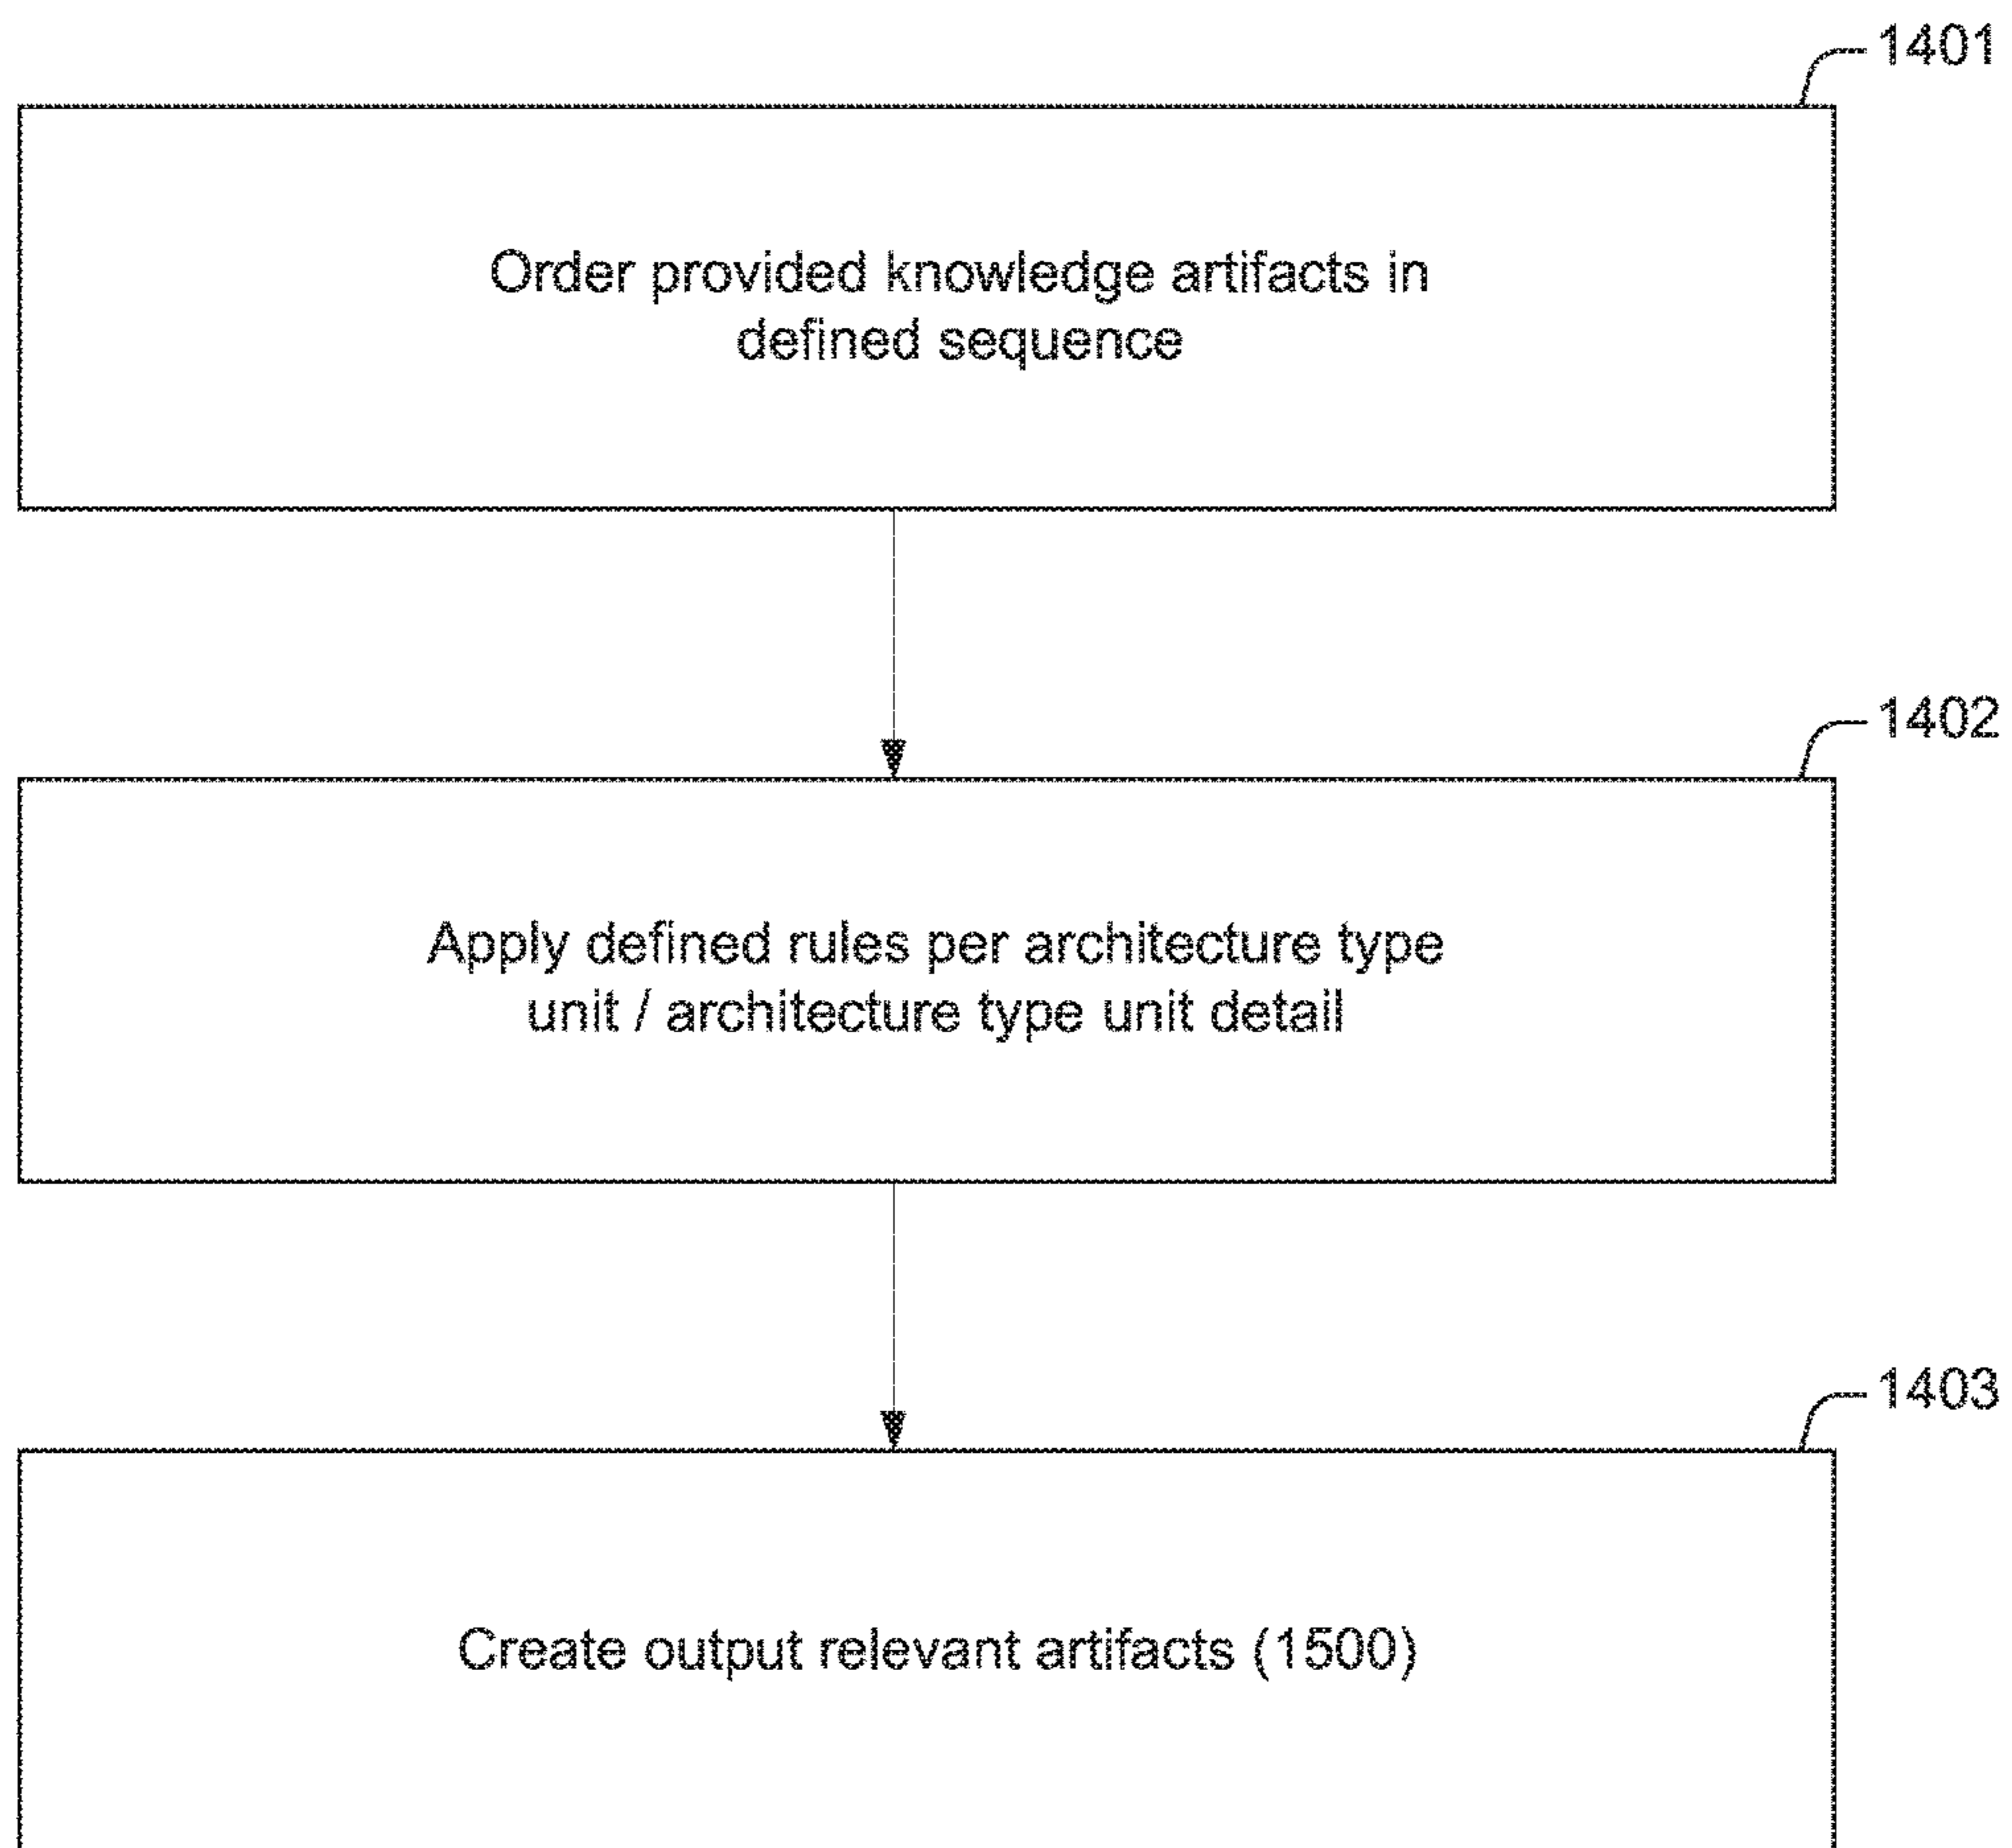 1401
Order provided knowledge artifacts in
defined sequence
1402
Apply defined rules per architecture type
unit / architecture type unit detail
1403
Create output relevant artifacts (1500)